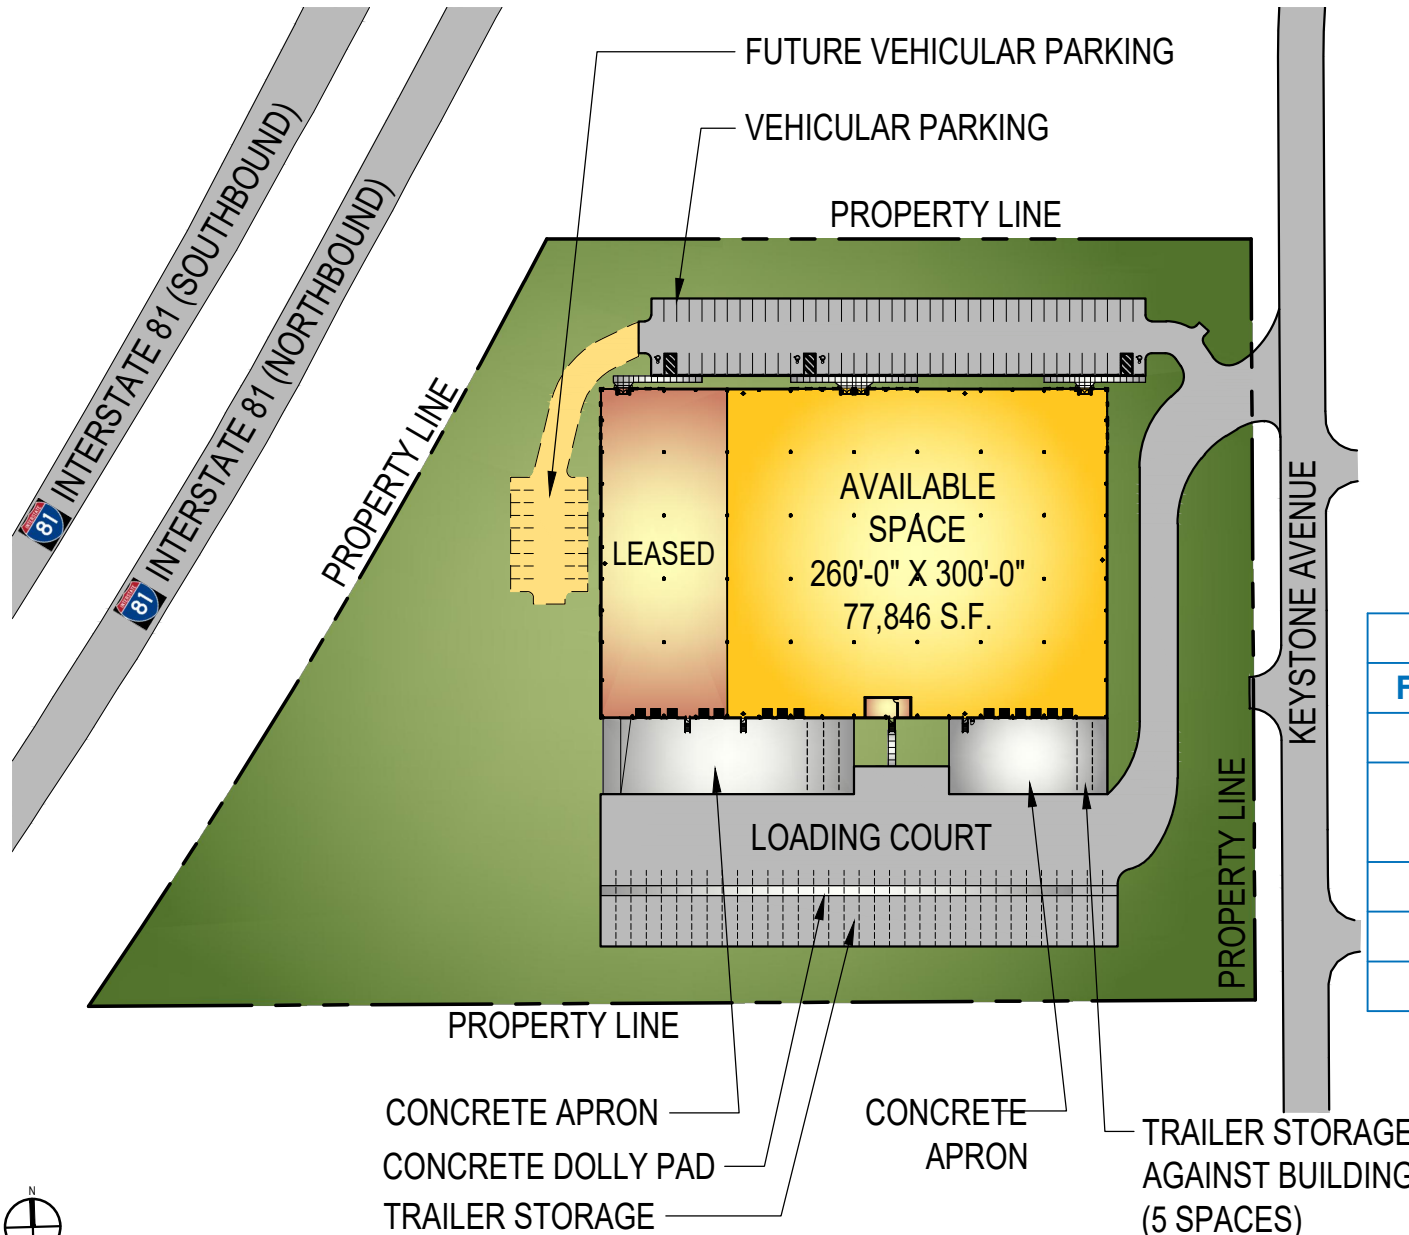 FUTURE VEHICULAR PARKING
VEHICULAR PARKING
PROPERTY LINE
INTERSTATE 81 (SOUTHBOUND)
81
INTERSTATE 81 (NORTHBOUND)
81
PROPERTY LINE
AVAILABLE
SPACE
260'-0" X 300'-0"
77,846 S.F.
LEASED
KEYSTONE AVENUE
F
PROPERTY LINE
LOADING COURT
PROPERTY LINE
CONCRETE APRON
CONCRETE DOLLY PAD
TRAILER STORAGE
CONCRETE
APRON
TRAILER STORAGE
AGAINST BUILDING
(5 SPACES)
N